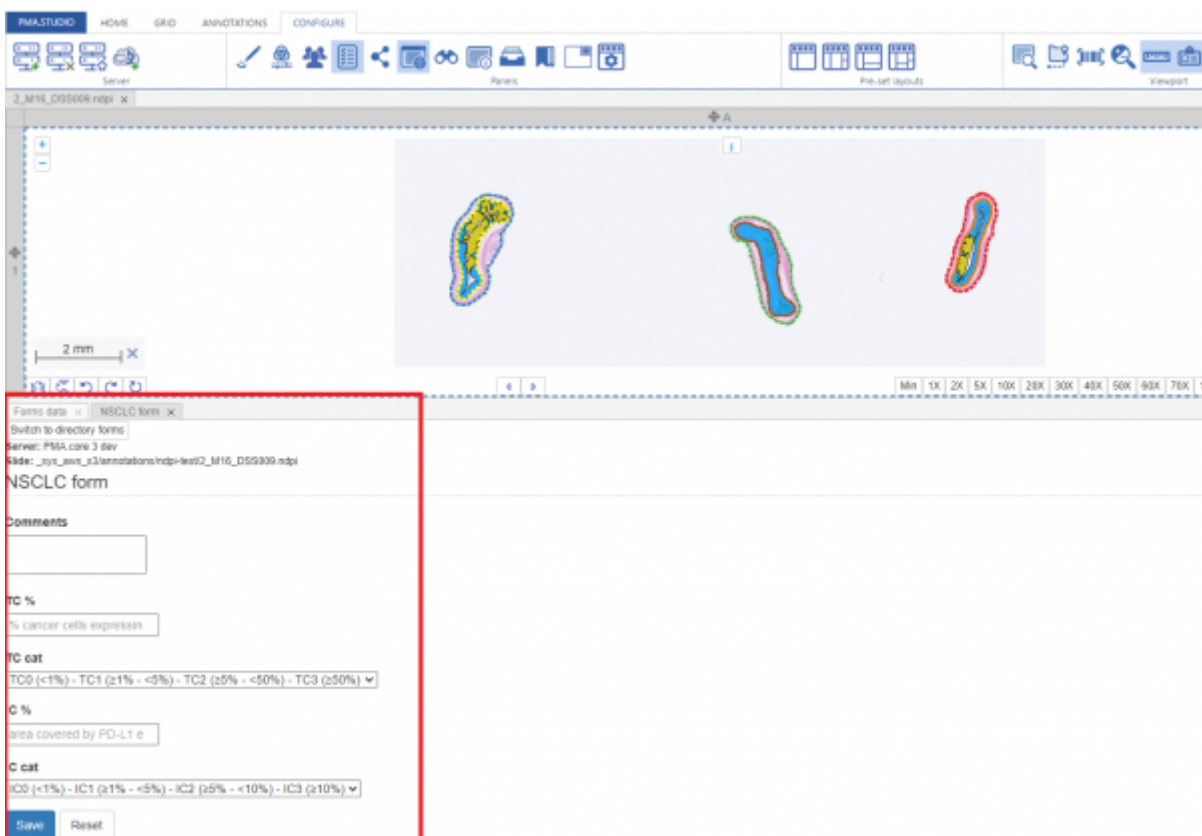 PMA.STUDIO HOME GRID ANNOTATIONS CONFIGURE
Server Panels Pre-set layouts Viewport
2_M16_DSS009.ndpi x
A
+
−
1
2 mm
Min 1X 2X 5X 10X 20X 30X 40X 50X 60X 70X
Forms data x NSCLC form x
Switch to directory forms
Server: PMA.core 3 dev
Slide: _sys_aws_s3/annotations/ndpi-test/2_M16_DSS009.ndpi
NSCLC form
Comments
TC %
% cancer cells expressin
TC cat
TC0 (<1%) - TC1 (≥1% - <5%) - TC2 (≥5% - <50%) - TC3 (≥50%)
C %
area covered by PD-L1 e
C cat
IC0 (<1%) - IC1 (≥1% - <5%) - IC2 (≥5% - <10%) - IC3 (≥10%)
Save Reset